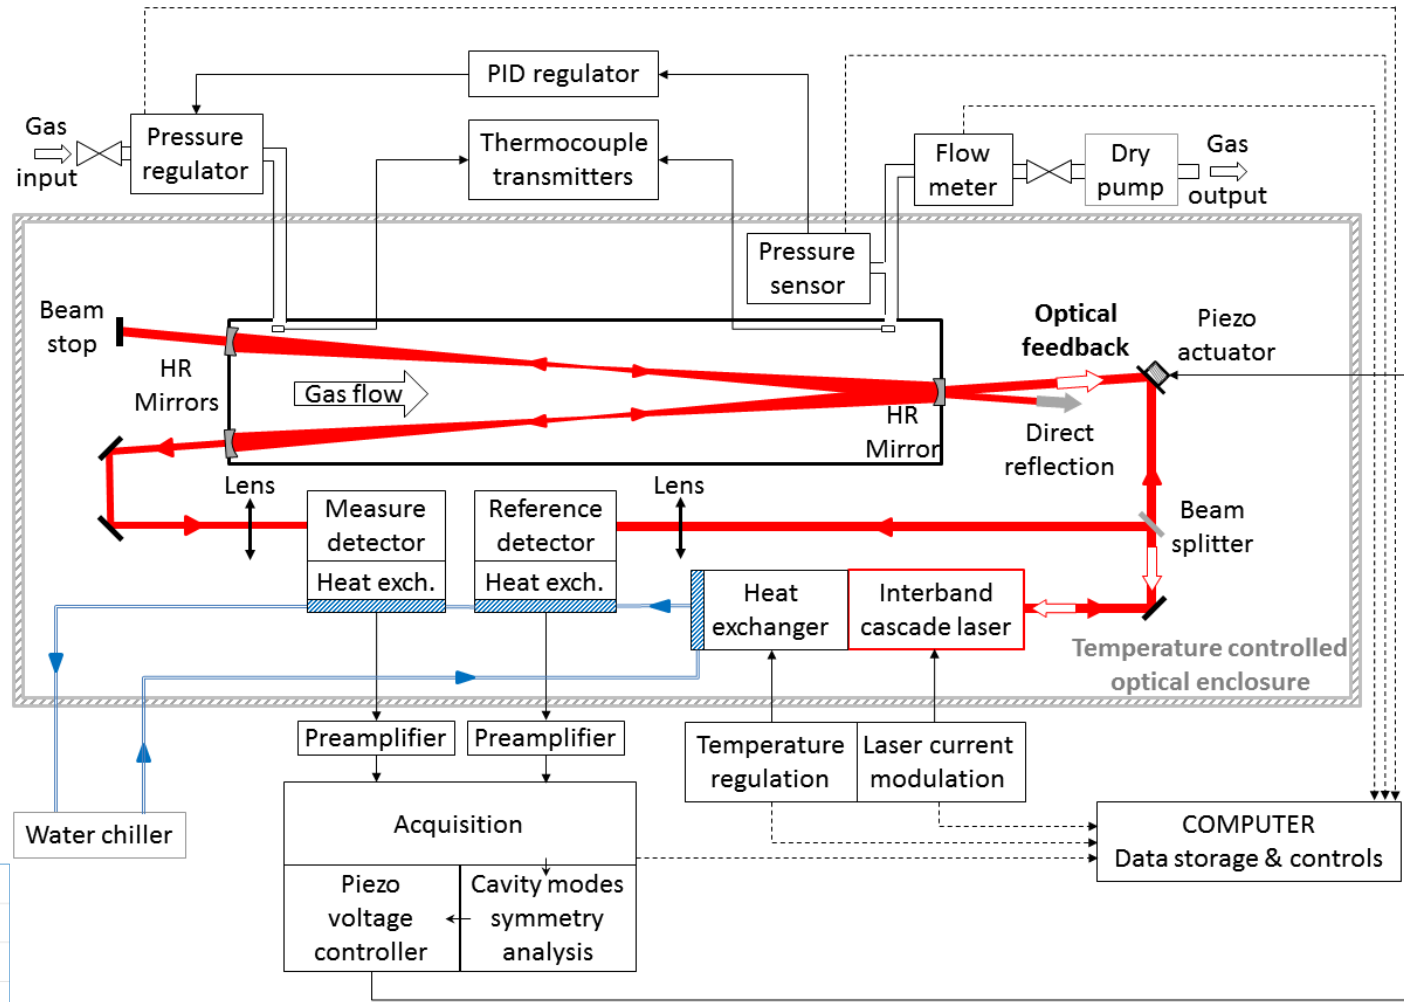 PID regulator
Gas
input
Pressure
regulator
Thermocouple
transmitters
Flow
meter
Dry
pump
Gas
output
Pressure
sensor
Beam
stop
HR
Mirrors
Gas flow
HR
Mirror
Optical
feedback
Piezo
actuator
Direct
reflection
Lens
Measure
detector
Heat exch.
Reference
detector
Heat exch.
Lens
Beam
splitter
Heat
exchanger
Interband
cascade laser
Temperature controlled
optical enclosure
Preamplifier
Preamplifier
Temperature
regulation
Laser current
modulation
Water chiller
Acquisition
Piezo
voltage
controller
Cavity modes
symmetry
analysis
COMPUTER
Data storage & controls